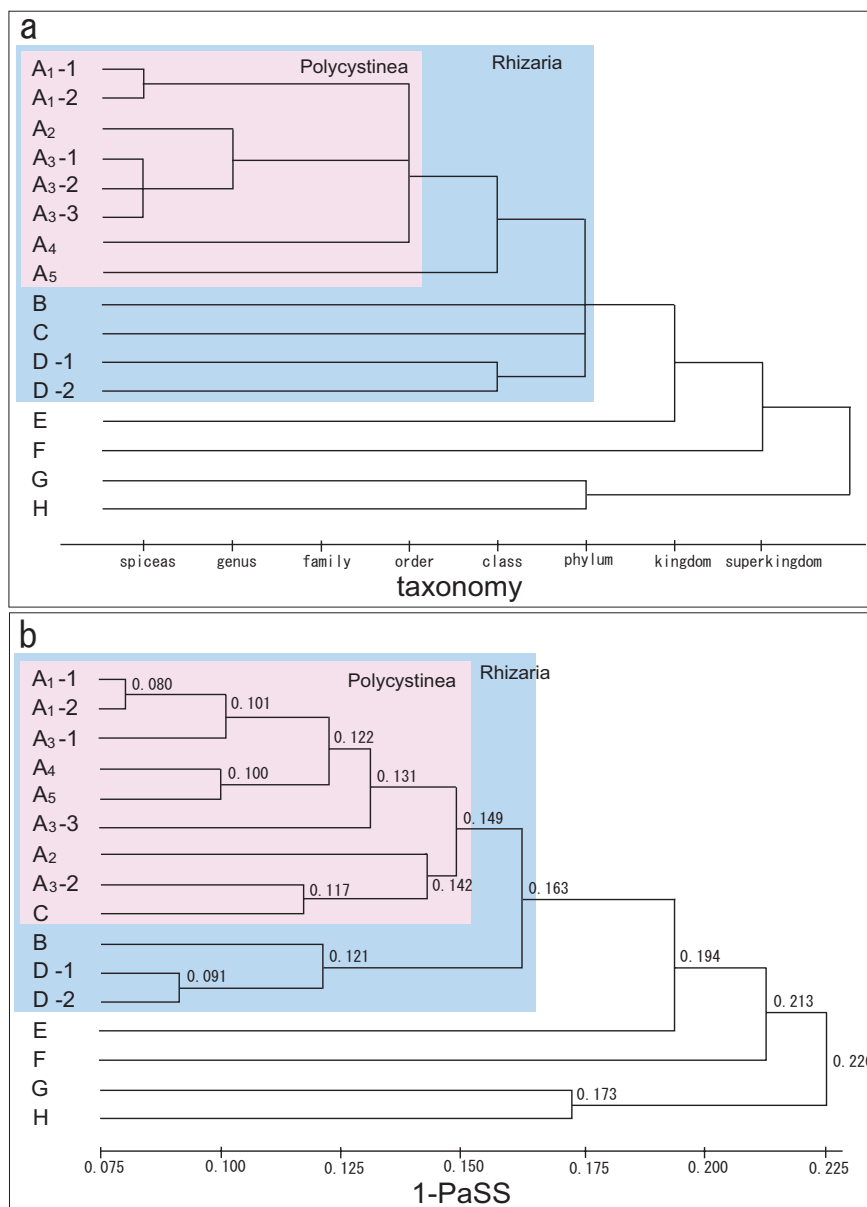 a
Polycystinea
Rhizaria
A1-1
A1-2
A2
A3-1
A3-2
A3-3
A4
A5
B
C
D -1
D -2
E
F
G
H
spiceas genus family order class phylum kingdom superkingdom
taxonomy
b
Polycystinea
Rhizaria
A1-1
0.080
A1-2
0.101
A3-1
0.122
A4
0.100
0.131
A5
A3-3
0.149
A2
A3-2
0.117
0.142
0.163
C
B
0.121
D -1
0.091
0.194
D -2
0.213
E
F
0.226
G
0.173
H
0.075 0.100 0.125 0.150 0.175 0.200 0.225
1-PaSS